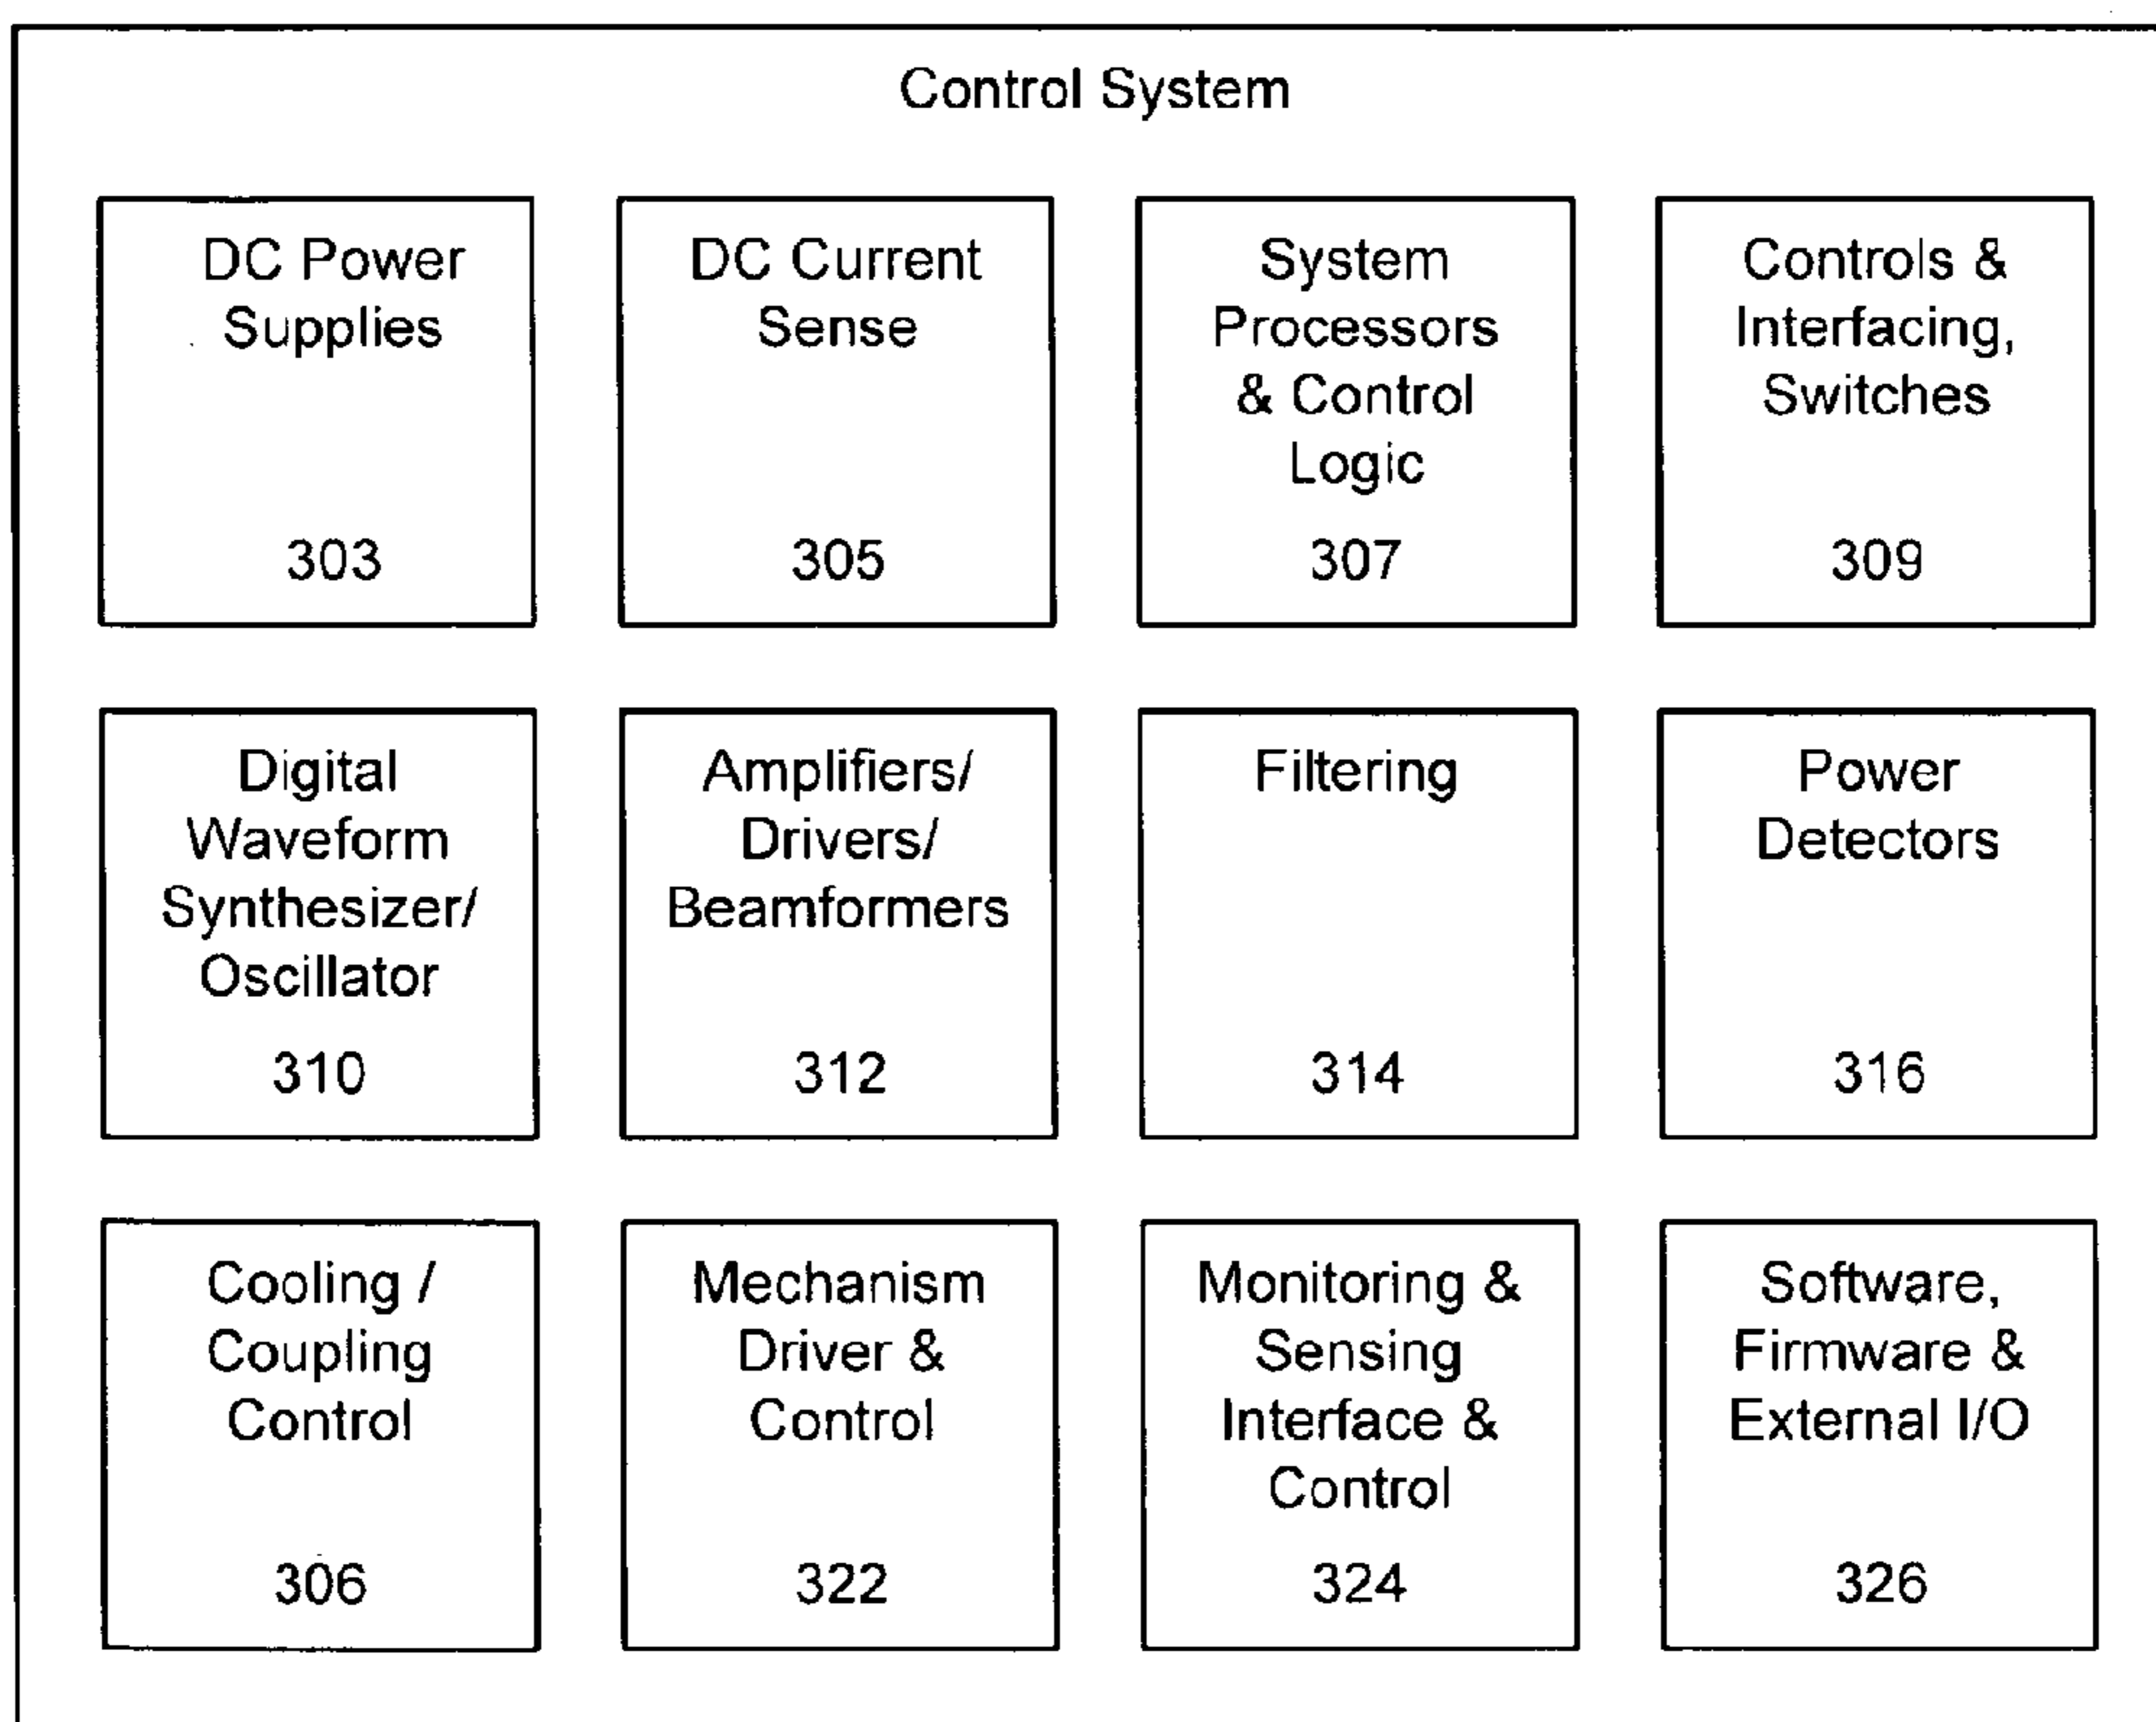 Control System
DC Power
Supplies
303
DC Current
Sense
305
System
Processors
& Control
Logic
307
Controls &
Interfacing,
Switches
309
Digital
Waveform
Synthesizer/
Oscillator
310
Amplifiers/
Drivers/
Beamformers
312
Filtering
314
Power
Detectors
316
Cooling /
Coupling
Control
306
Mechanism
Driver &
Control
322
Monitoring &
Sensing
Interface &
Control
324
Software,
Firmware &
External I/O
326